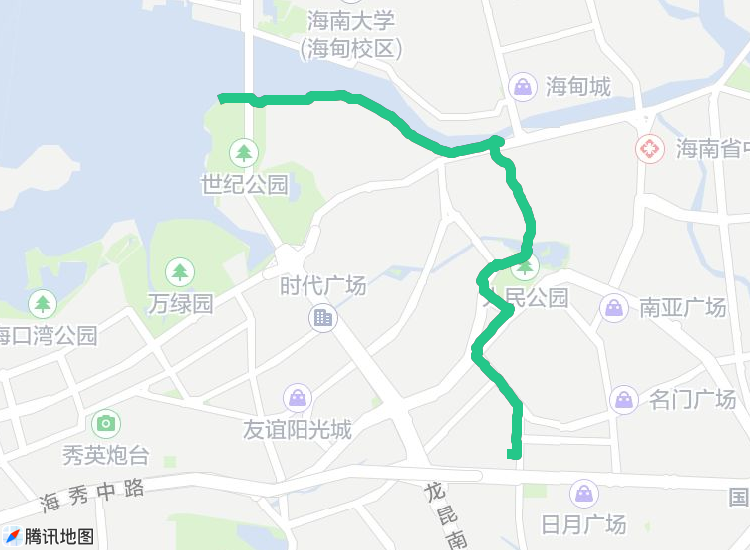 海南大学
(海甸校区)
海甸城
海南省中
世纪公园
时代广场
万绿园
人民公园
南亚广场
海口湾公园
名门广场
友谊阳光城
秀英炮台
海秀中路
龙昆南
国
日月广场
腾讯地图